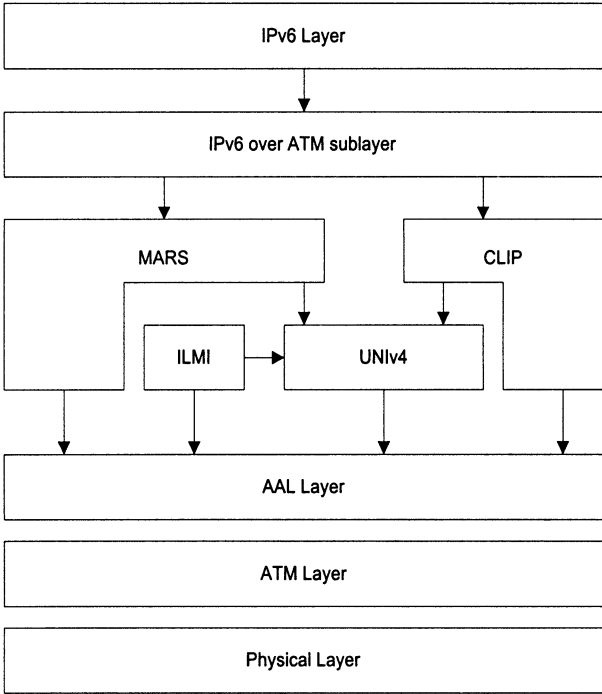 IPv6 Layer
IPv6 over ATM sublayer
MARS
CLIP
ILMI
UNIv4
AAL Layer
ATM Layer
Physical Layer